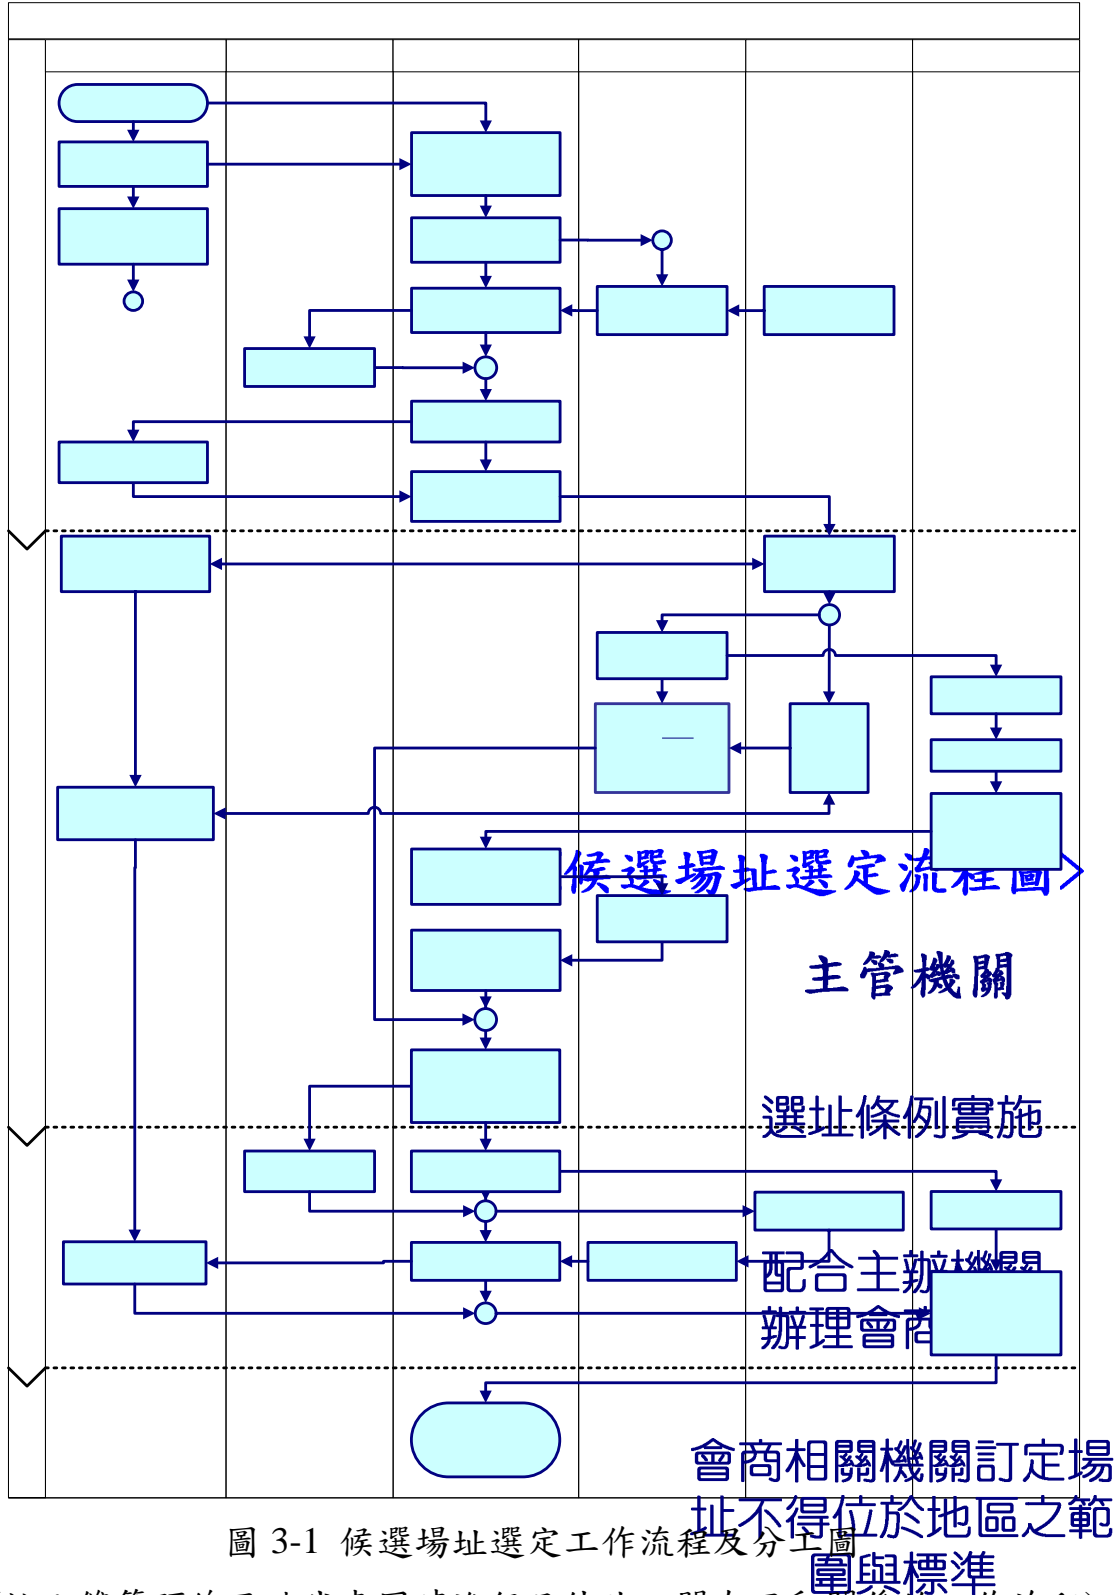 候選場址選定流程圖>
主管機關
選址條例實施
配合主辦機關
辦理會商
會商相關機關訂定場
址不得位於地區之範
圍與標準
圖 3-1 候選場址選定工作流程及分工圖